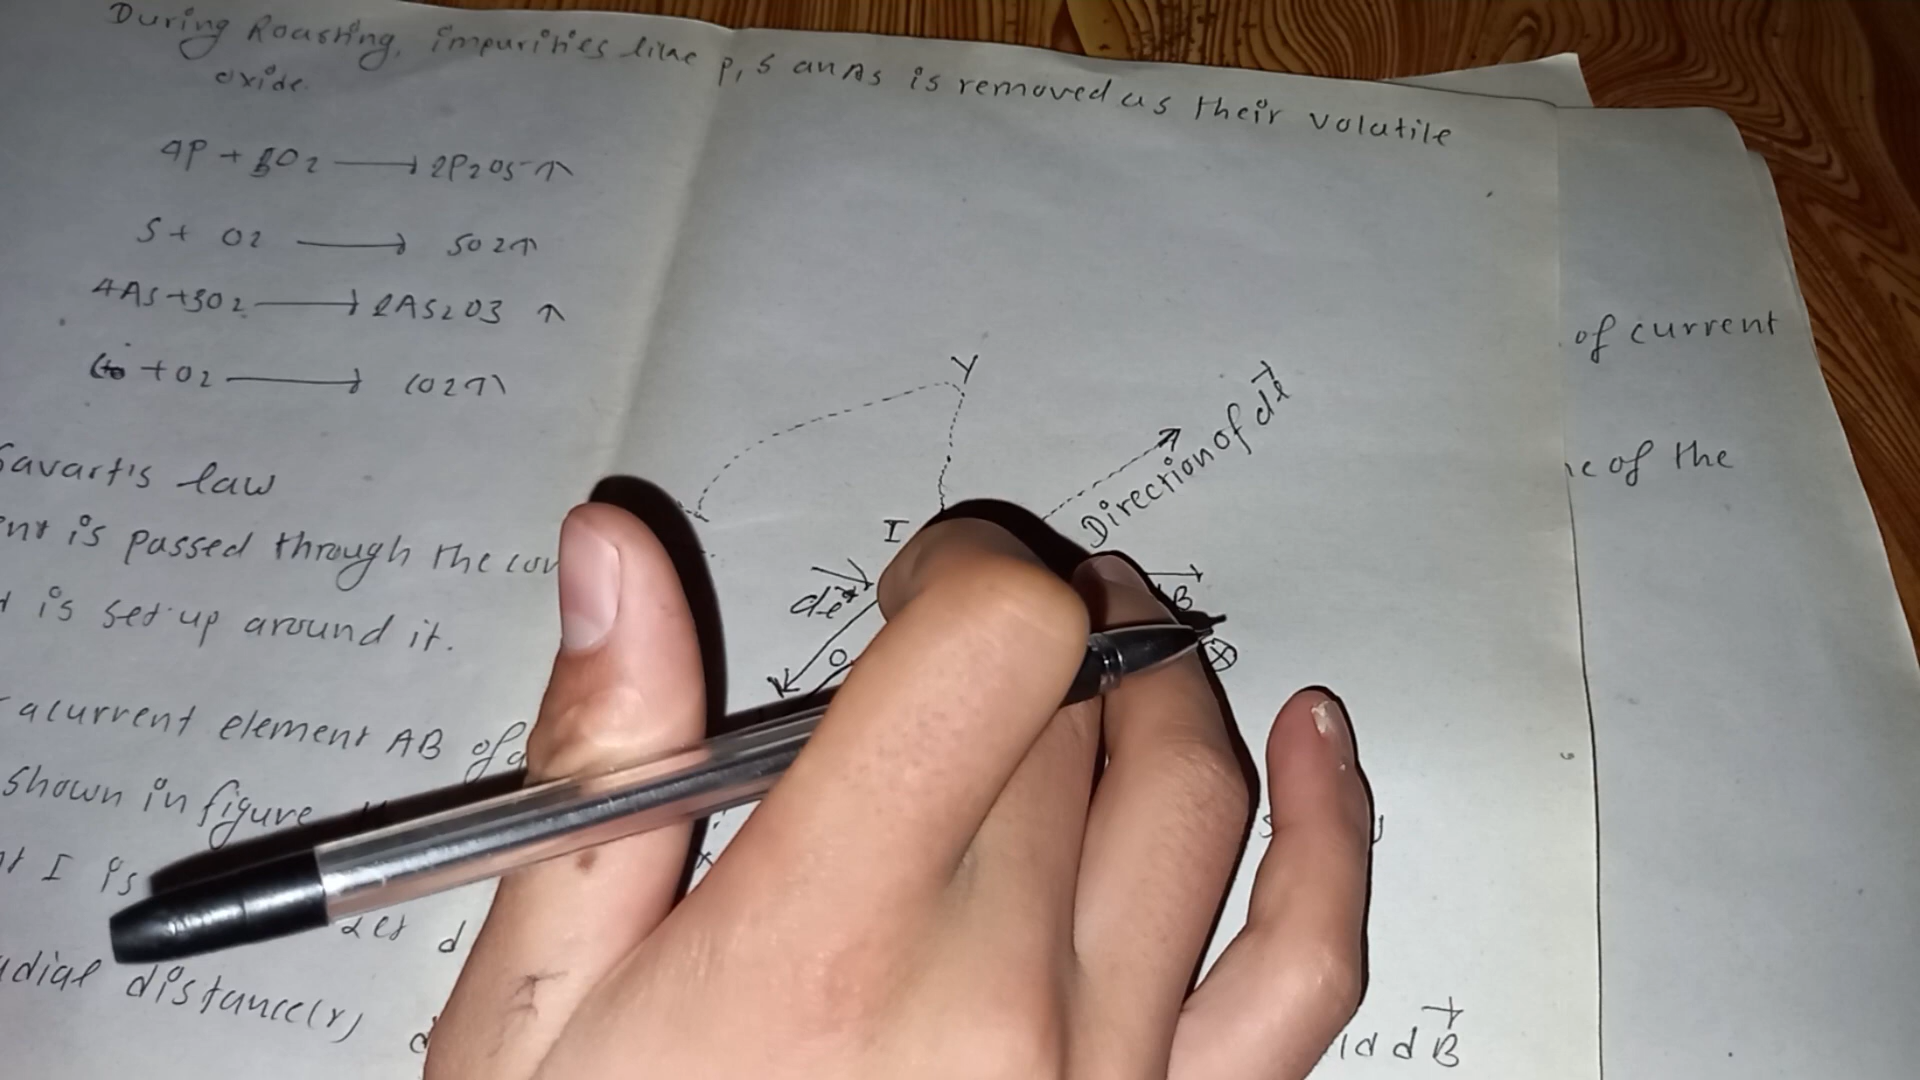 During Roasting, impurities like P, S an As is removed as their volatile
oxide.
4P + 5O2 → 2P2O5 ↑
S + O2 → SO2 ↑
4As + 3O2 → 2As2O3 ↑
+ O2 → CO2 ↑
Y
of current
Direction of dl
I
Savart's law
e of the
is passed through the
dl
B
is set up around it.
O
a current element AB of
shown in figure
I is
x
Let d
radial distance (r)
d B